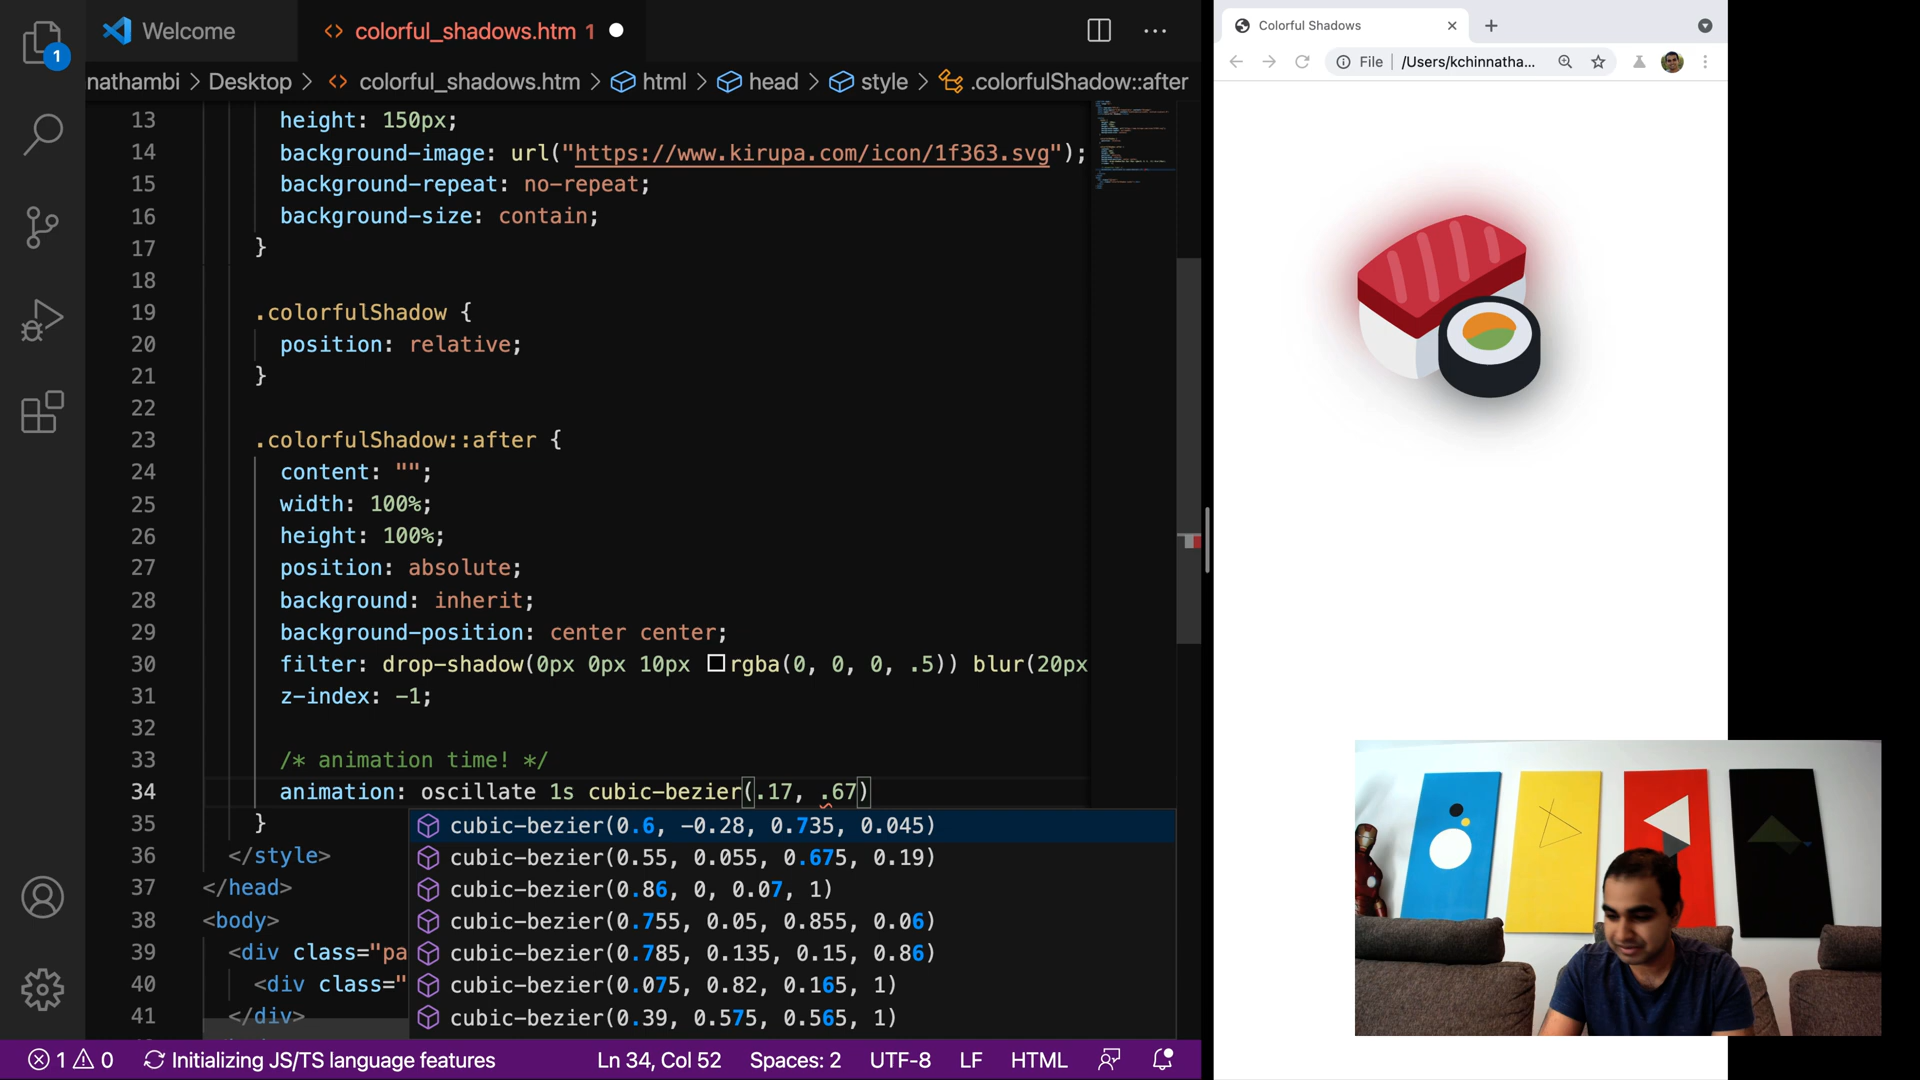 1
Welcome
colorful_shadows.htm 1
nathambi > Desktop > colorful_shadows.htm > html > head > style > .colorfulShadow::after
13 height: 150px;
14 background-image: url("https://www.kirupa.com/icon/1f363.svg");
15 background-repeat: no-repeat;
16 background-size: contain;
17 }
18
19 .colorfulShadow {
20 position: relative;
21 }
22
23 .colorfulShadow::after {
24 content: "";
25 width: 100%;
26 height: 100%;
27 position: absolute;
28 background: inherit;
29 background-position: center center;
30 filter: drop-shadow(0px 0px 10px rgba(0, 0, 0, .5)) blur(20px
31 z-index: -1;
32
33 /* animation time! */
34 animation: oscillate 1s cubic-bezier(.17, .67)
35 }
36 </style>
37 </head>
38 <body>
39 <div class="pa
40 <div class="
41 </div>
cubic-bezier(0.6, -0.28, 0.735, 0.045)
cubic-bezier(0.55, 0.055, 0.675, 0.19)
cubic-bezier(0.86, 0, 0.07, 1)
cubic-bezier(0.755, 0.05, 0.855, 0.06)
cubic-bezier(0.785, 0.135, 0.15, 0.86)
cubic-bezier(0.075, 0.82, 0.165, 1)
cubic-bezier(0.39, 0.575, 0.565, 1)
1 0 Initializing JS/TS language features Ln 34, Col 52 Spaces: 2 UTF-8 LF HTML
Colorful Shadows
File /Users/kchinnatha...